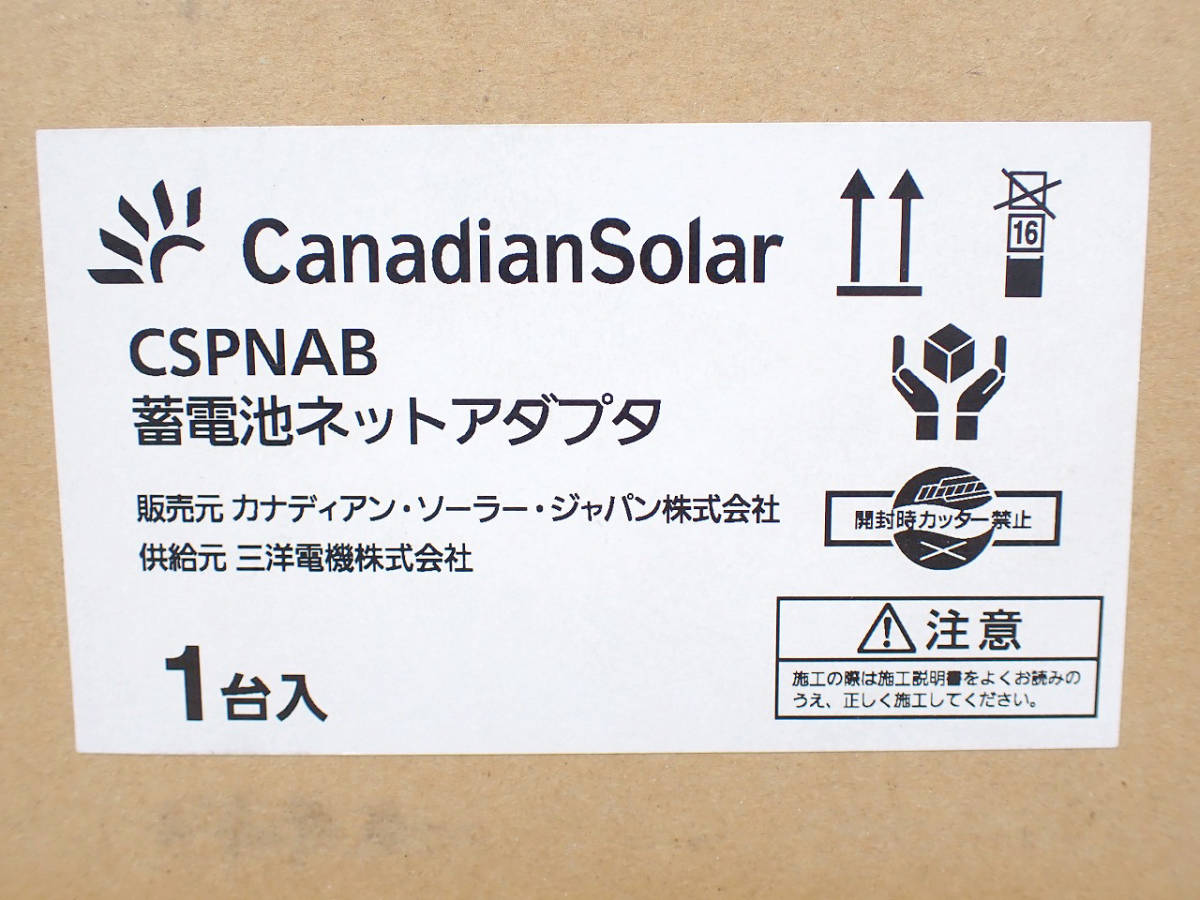 CanadianSolar
CSPNAB
蓄電池ネットアダプタ
販売元 カナディアン・ソーラー・ジャパン株式会社
供給元 三洋電機株式会社
1台入
16
開封時カッター禁止
注意
施工の際は施工説明書をよくお読みの
うえ、正しく施工してください。